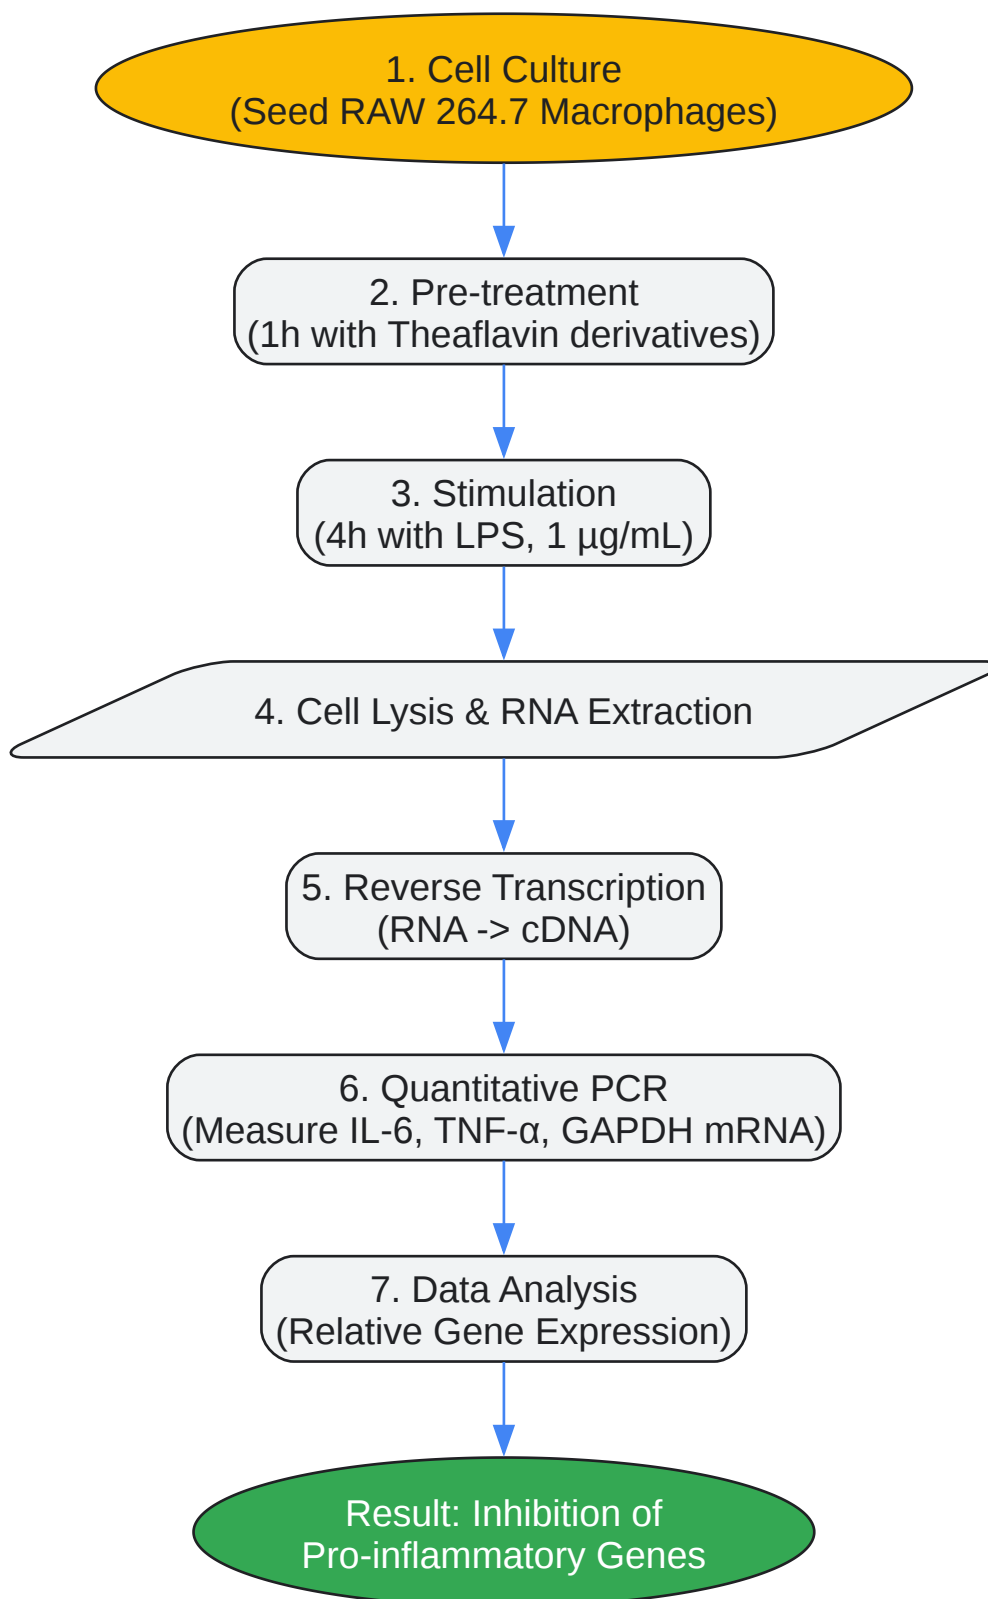 1. Cell Culture
(Seed RAW 264.7 Macrophages)
2. Pre-treatment
(1h with Theaflavin derivatives)
3. Stimulation
(4h with LPS, 1 µg/mL)
4. Cell Lysis & RNA Extraction
5. Reverse Transcription
(RNA -> cDNA)
6. Quantitative PCR
(Measure IL-6, TNF-α, GAPDH mRNA)
7. Data Analysis
(Relative Gene Expression)
Result: Inhibition of
Pro-inflammatory Genes